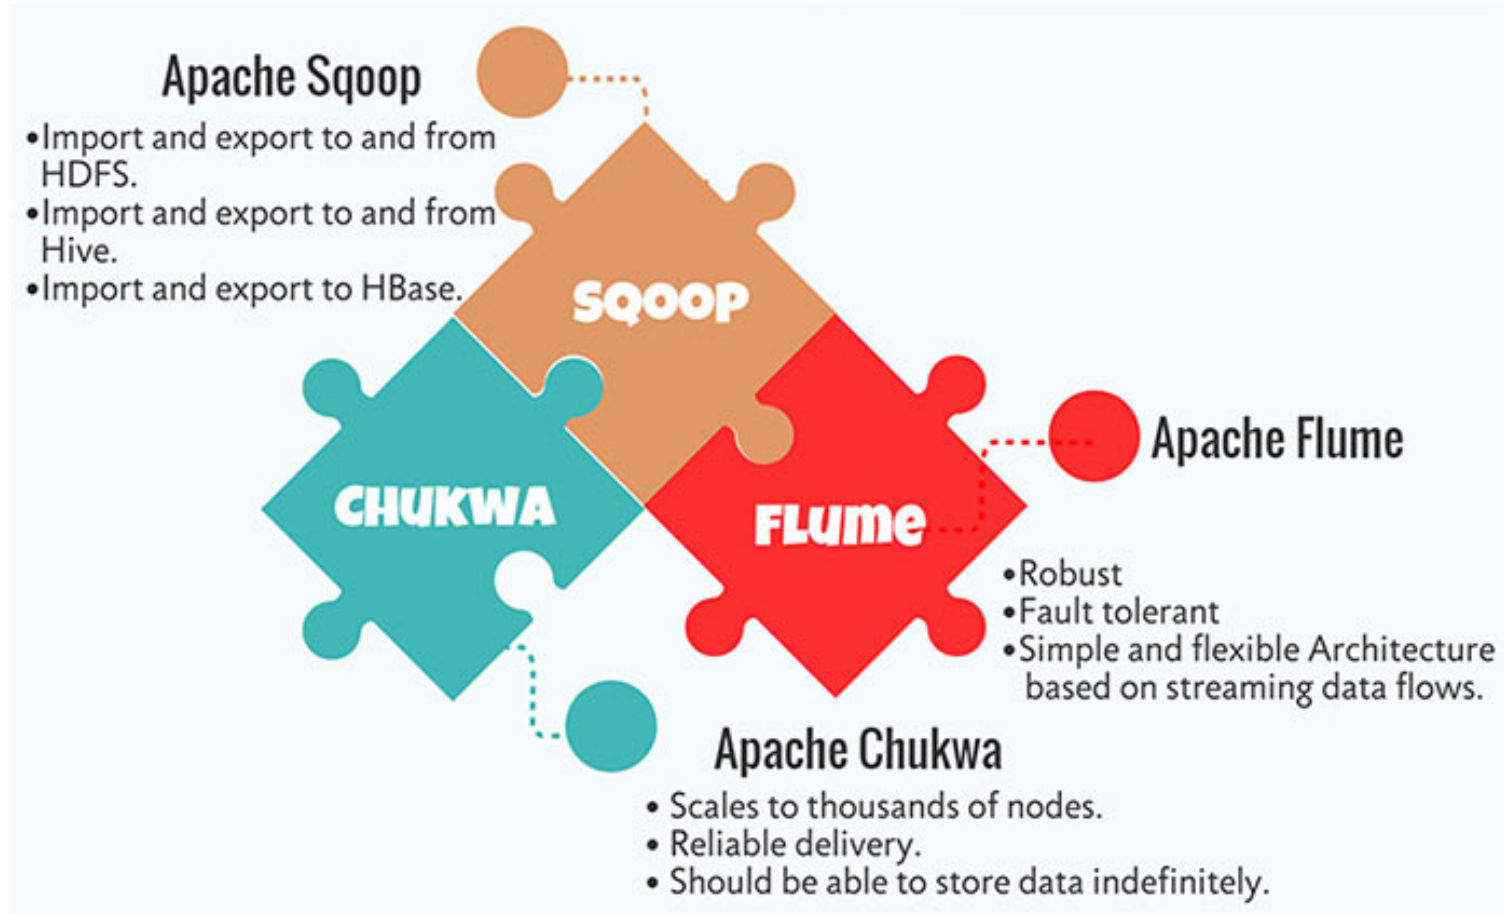 Apache Sqoop
•Import and export to and from
HDFS.
•Import and export to and from
Hive.
•Import and export to HBase.
SQOOP
CHUKWA
FLume
Apache Flume
•Robust
•Fault tolerant
•Simple and flexible Architecture
based on streaming data flows.
Apache Chukwa
• Scales to thousands of nodes.
• Reliable delivery.
• Should be able to store data indefinitely.